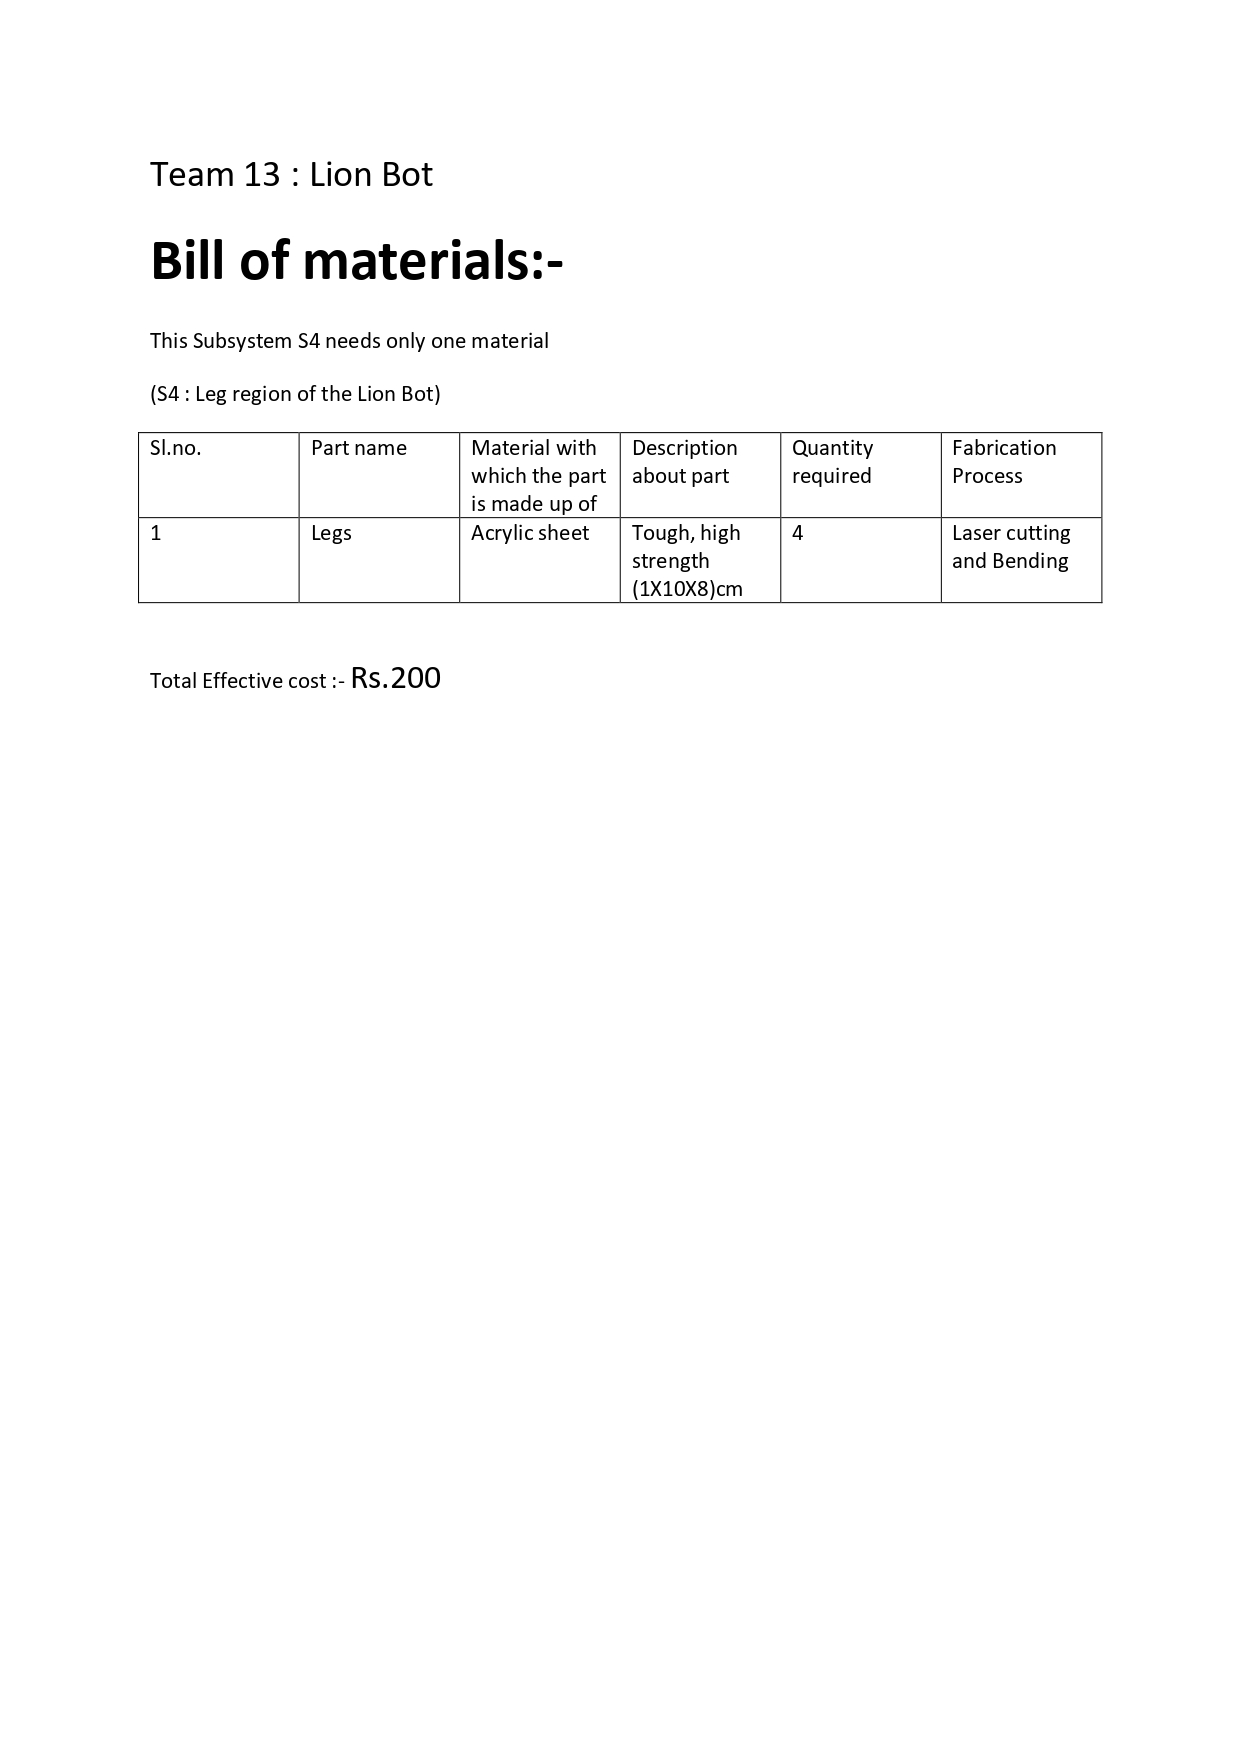 Team 13 : Lion Bot
Bill of materials:-
This Subsystem S4 needs only one material
(S4 : Leg region of the Lion Bot)
Sl.no. Part name Material with which the part is made up of Description about part Quantity required Fabrication Process
1 Legs Acrylic sheet Tough, high strength (1X10X8)cm 4 Laser cutting and Bending
Total Effective cost :- Rs.200